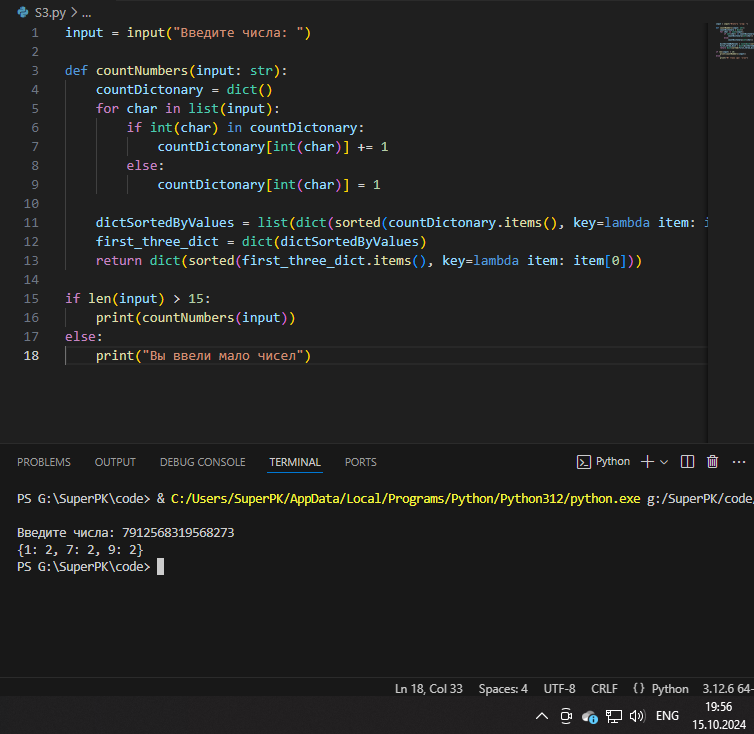 S3.py > ...
1 input = input("Введите числа: ")
2
3 def countNumbers(input: str):
4 countDictonary = dict()
5 for char in list(input):
6 if int(char) in countDictonary:
7 countDictonary[int(char)] += 1
8 else:
9 countDictonary[int(char)] = 1
10
11 dictSortedByValues = list(dict(sorted(countDictonary.items(), key=lambda item: i
12 first_three_dict = dict(dictSortedByValues)
13 return dict(sorted(first_three_dict.items(), key=lambda item: item[0]))
14
15 if len(input) > 15:
16 print(countNumbers(input))
17 else:
18 print("Вы ввели мало чисел")
PROBLEMS OUTPUT DEBUG CONSOLE TERMINAL PORTS Python ...
PS G:\SuperPK\code> & C:/Users/SuperPK/AppData/Local/Programs/Python/Python312/python.exe g:/SuperPK/code/
Введите числа: 7912568319568273
{1: 2, 7: 2, 9: 2}
PS G:\SuperPK\code>
Ln 18, Col 33 Spaces: 4 UTF-8 CRLF {} Python 3.12.6 64-
ENG 19:56
15.10.2024